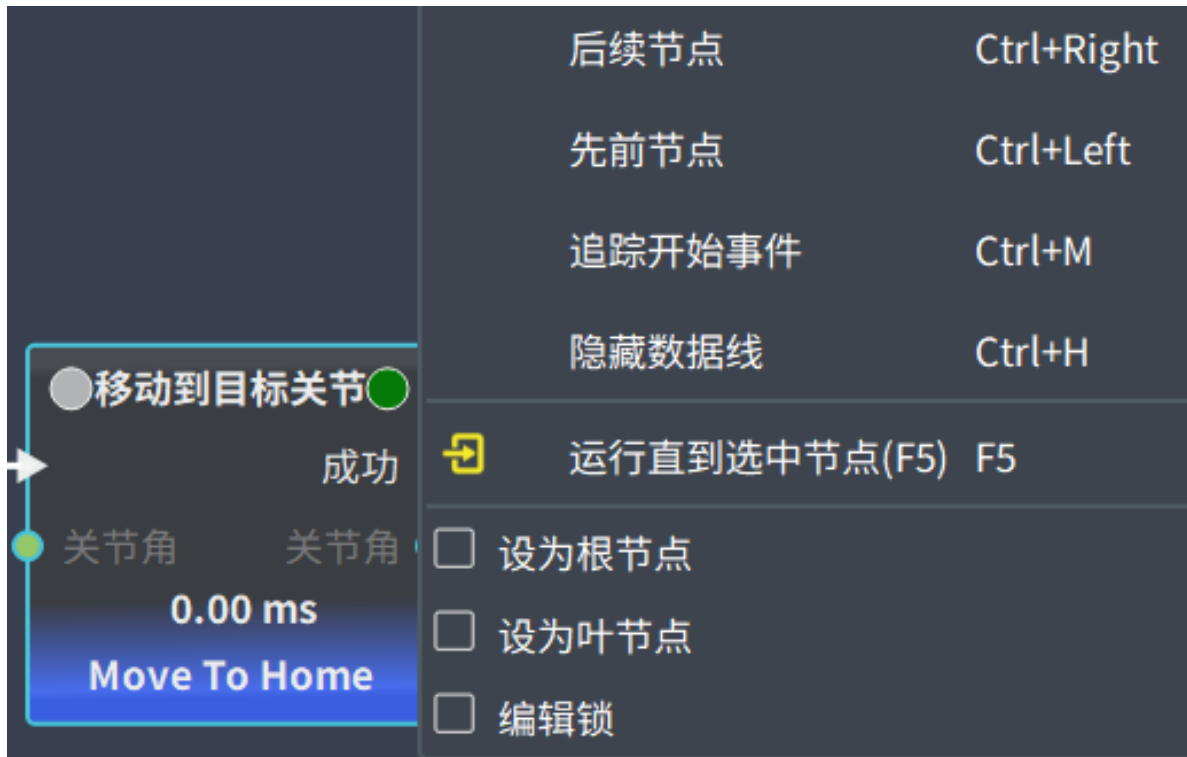 后续节点 Ctrl+Right
先前节点 Ctrl+Left
追踪开始事件 Ctrl+M
隐藏数据线 Ctrl+H
运行直到选中节点(F5) F5
设为根节点
设为叶节点
编辑锁
移动到目标关节
成功
关节角 关节角
0.00 ms
Move To Home